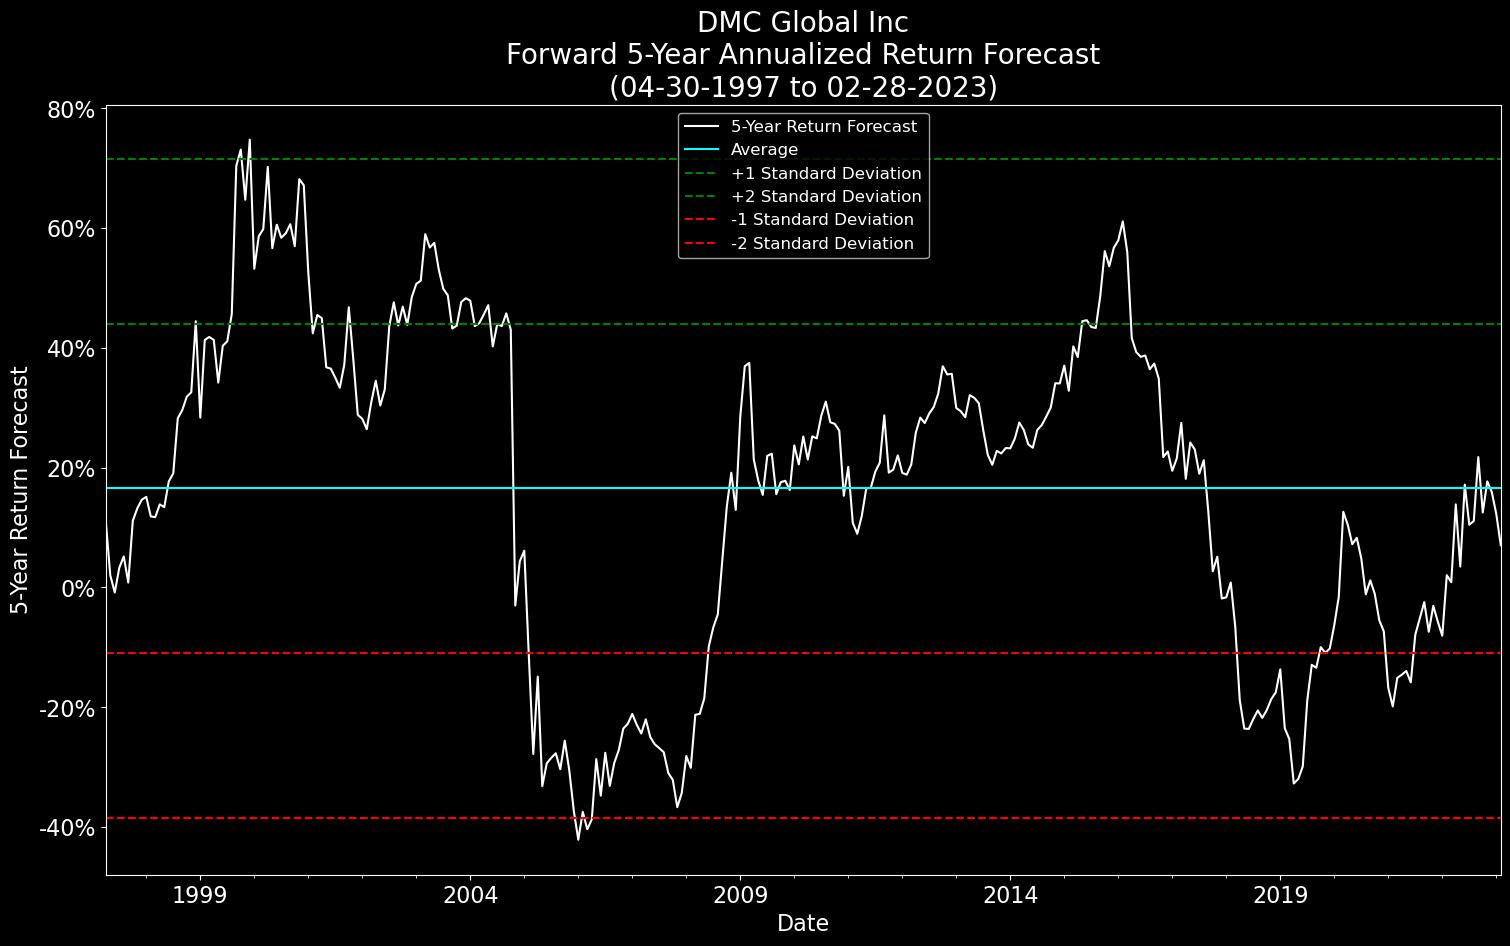 DMC Global Inc
Forward 5-Year Annualized Return Forecast
(04-30-1997 to 02-28-2023)
80%
60%
40%
20%
0%
-20%
-40%
5-Year Return Forecast
5-Year Return Forecast
Average
+1 Standard Deviation
+2 Standard Deviation
-1 Standard Deviation
-2 Standard Deviation
1999 2004 2009 2014 2019
Date